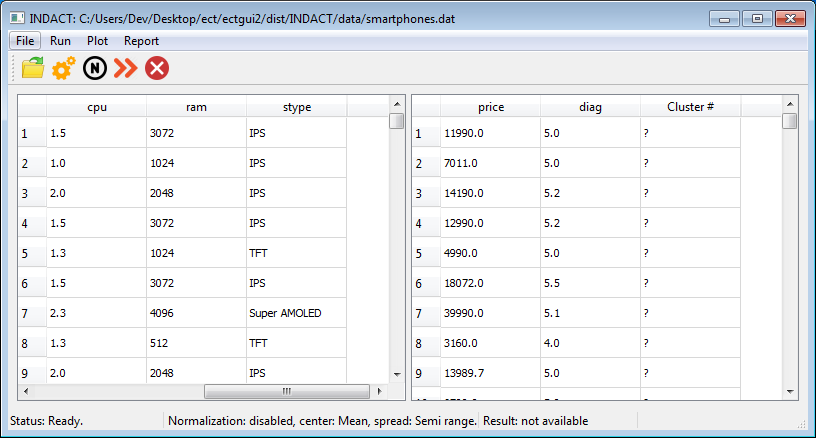 INDACT: C:/Users/Dev/Desktop/ect/ectgui2/dist/INDACT/data/smartphones.dat
File Run Plot Report
N
cpu ram stype
1 1.5 3072 IPS
2 1.0 1024 IPS
3 2.0 2048 IPS
4 1.5 3072 IPS
5 1.3 1024 TFT
6 1.5 3072 IPS
7 2.3 4096 Super AMOLED
8 1.3 512 TFT
9 2.0 2048 IPS
price diag Cluster #
1 11990.0 5.0 ?
2 7011.0 5.0 ?
3 14190.0 5.2 ?
4 12990.0 5.2 ?
5 4990.0 5.0 ?
6 18072.0 5.5 ?
7 39990.0 5.1 ?
8 3160.0 4.0 ?
9 13989.7 5.0 ?
Status: Ready. Normalization: disabled, center: Mean, spread: Semi range. Result: not available